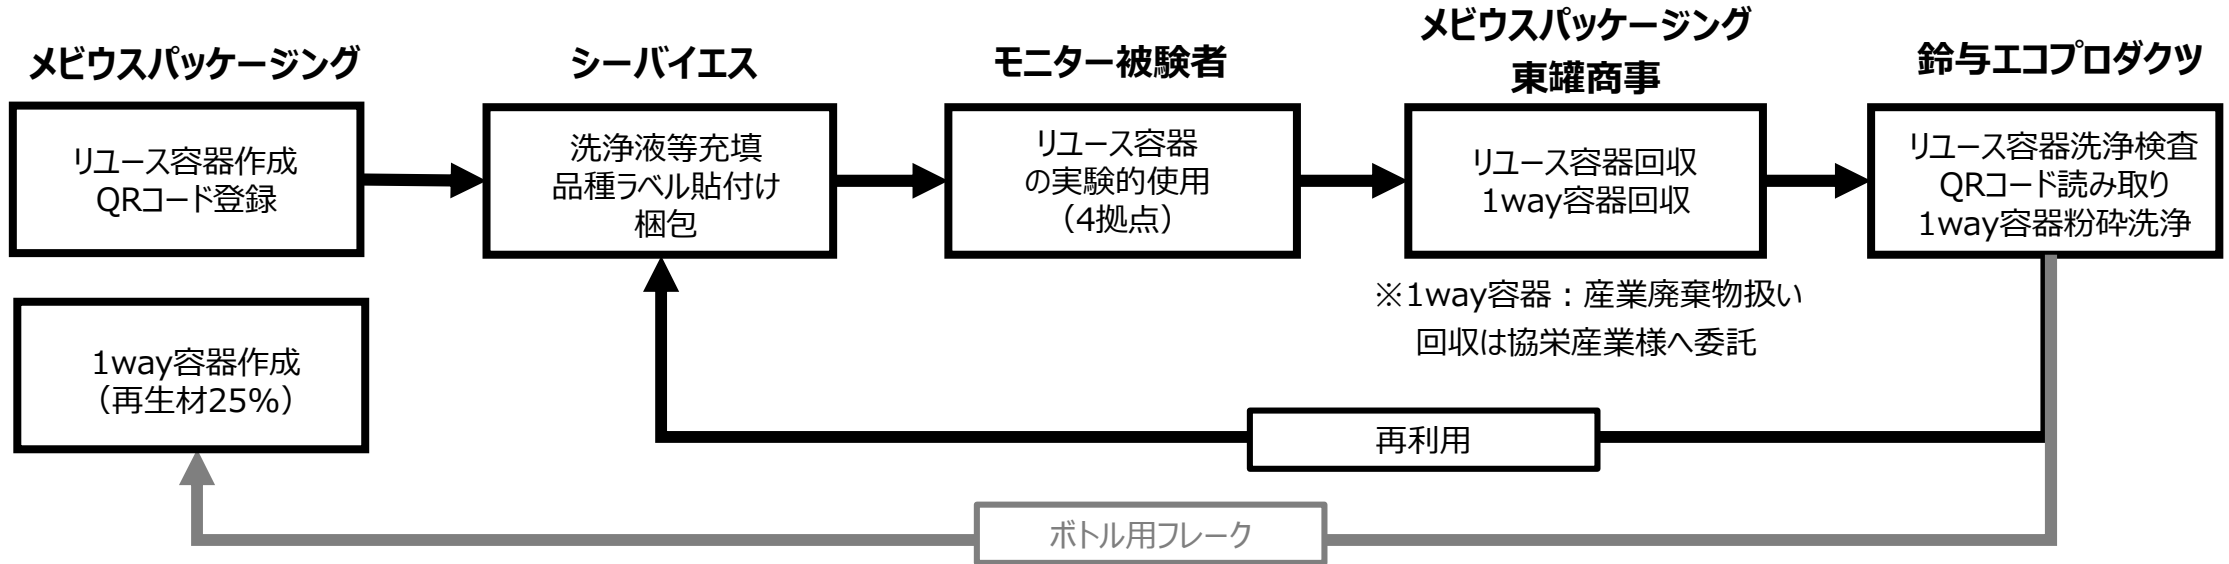 メビウスパッケージング
リユース容器作成
QRコード登録
シーバイエス
洗浄液等充填
品種ラベル貼付け
梱包
モニター被験者
リユース容器
の実験的使用
（4拠点）
メビウスパッケージング
東罐商事
リユース容器回収
1way容器回収
※1way容器：産業廃棄物扱い
回収は協栄産業様へ委託
鈴与エコプロダクツ
リユース容器洗浄検査
QRコード読み取り
1way容器粉砕洗浄
1way容器作成
（再生材25%）
再利用
ボトル用フレーク